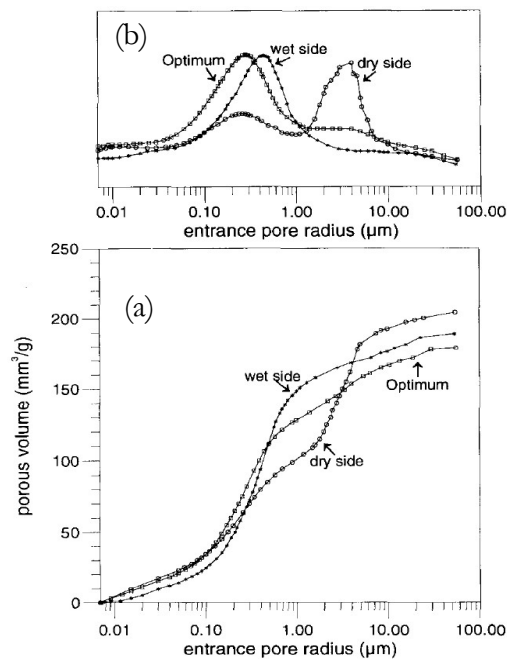 (b)
Optimum
wet side
dry side
0.01 0.10 1.00 10.00 100.00
entrance pore radius (µm)
(a)
porous volume (mm³/g)
250
200
150
100
50
0
wet side
Optimum
dry side
0.01 0.10 1.00 10.00 100.00
entrance pore radius (µm)